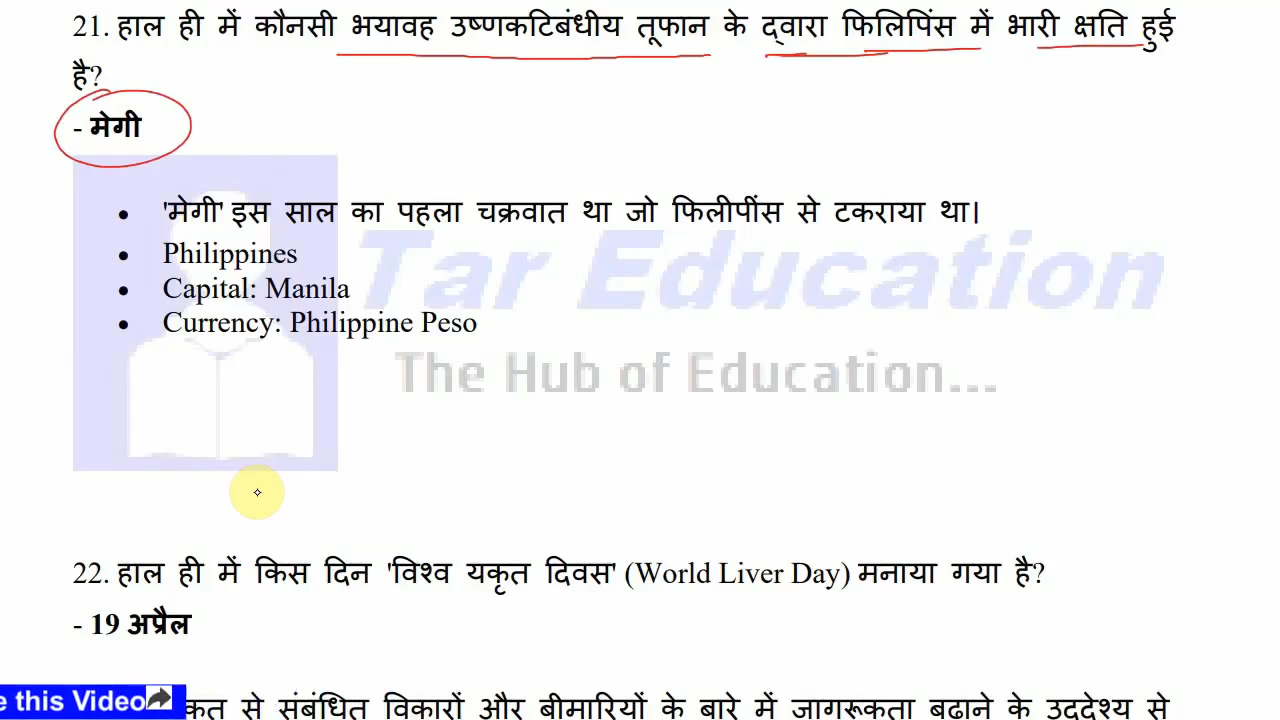 21. हाल ही में कौनसी भयावह उष्णकटिबंधीय तूफान के द्वारा फिलिपिंस में भारी क्षति हुई
है?
- मेगी
• 'मेगी' इस साल का पहला चक्रवात था जो फिलीपींस से टकराया था।
• Philippines
• Capital: Manila
• Currency: Philippine Peso
Tar Education
The Hub of Education...
22. हाल ही में किस दिन 'विश्व यकृत दिवस' (World Liver Day) मनाया गया है?
- 19 अप्रैल
e this Video
से संबंधित विकारों और बीमारियों के बारे में जागरूकता बढ़ाने के उद्देश्य से